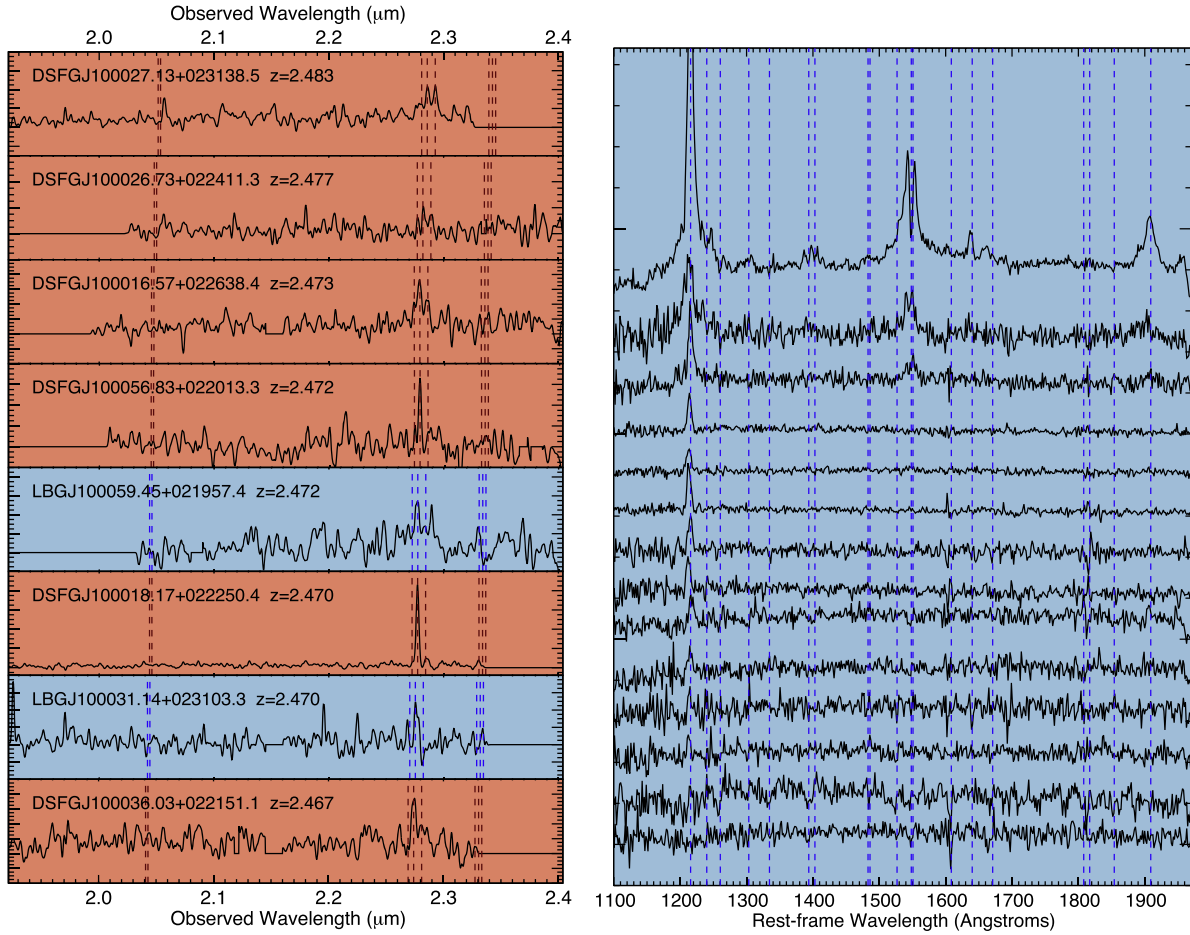 Observed Wavelength (μm)
2.0 2.1 2.2 2.3 2.4
DSFGJ100027.13+023138.5 z=2.483
DSFGJ100026.73+022411.3 z=2.477
DSFGJ100016.57+022638.4 z=2.473
DSFGJ100056.83+022013.3 z=2.472
LBGJ100059.45+021957.4 z=2.472
DSFGJ100018.17+022250.4 z=2.470
LBGJ100031.14+023103.3 z=2.470
DSFGJ100036.03+022151.1 z=2.467
2.0 2.1 2.2 2.3 2.4
Observed Wavelength (μm)
1100 1200 1300 1400 1500 1600 1700 1800 1900
Rest-frame Wavelength (Angstroms)